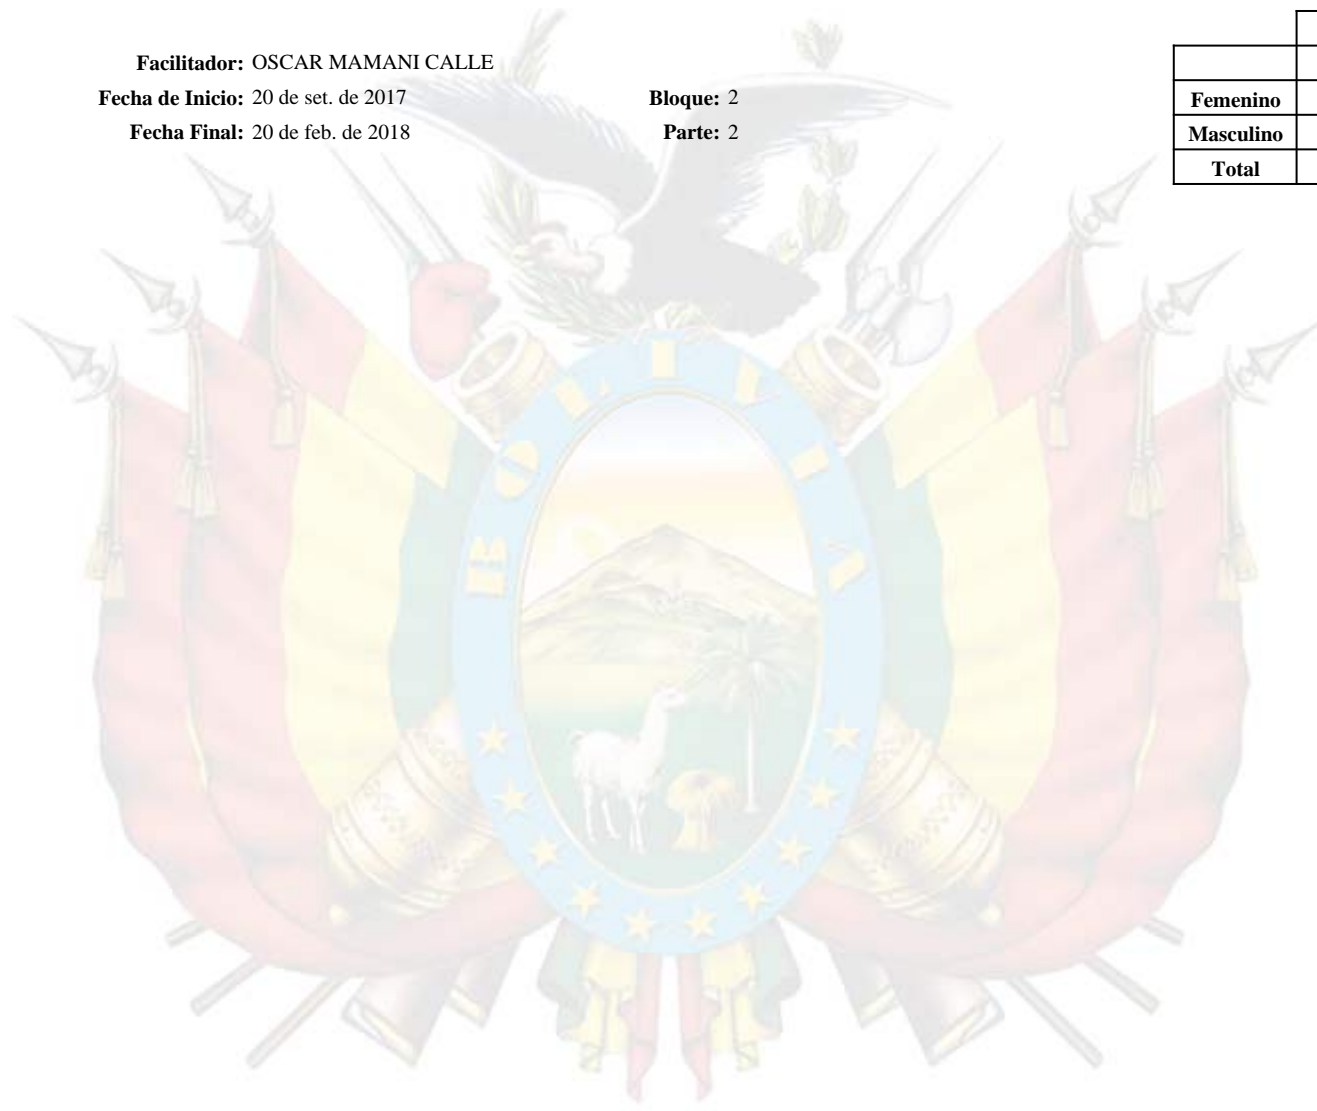 Facilitador: OSCAR MAMANI CALLE
Fecha de Inicio: 20 de set. de 2017 Bloque: 2
Femenino
Fecha Final: 20 de feb. de 2018 Parte: 2
Masculino
Total
BOLIVIA